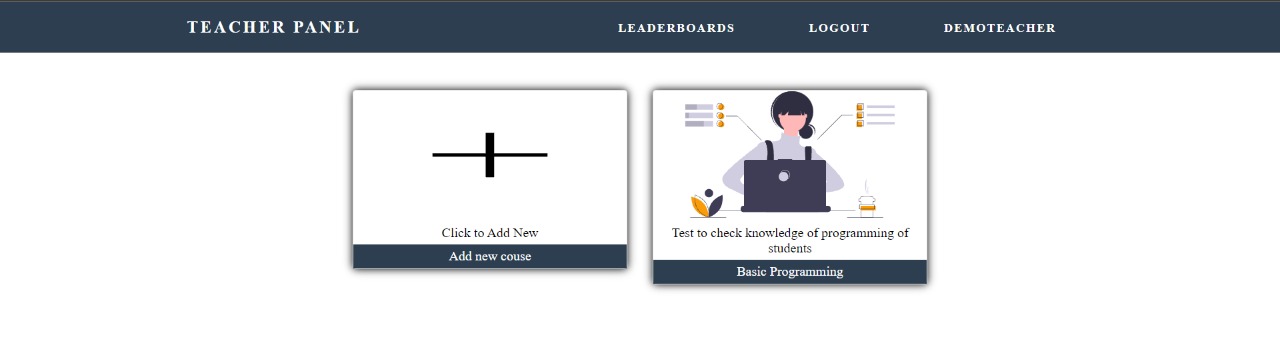 TEACHER PANEL
LEADERBOARDS LOGOUT DEMOTEACHER
Click to Add New
Add new couse
Test to check knowledge of programming of
students
Basic Programming